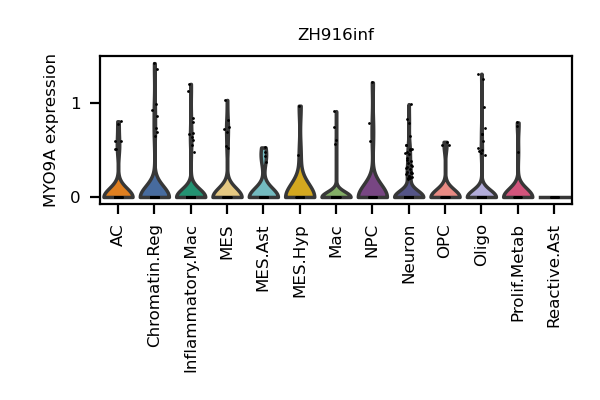 ZH916inf
MYO9A expression
1
0
AC
Chromatin.Reg
Inflammatory.Mac
MES
MES.Ast
MES.Hyp
Mac
NPC
Neuron
OPC
Oligo
Prolif.Metab
Reactive.Ast